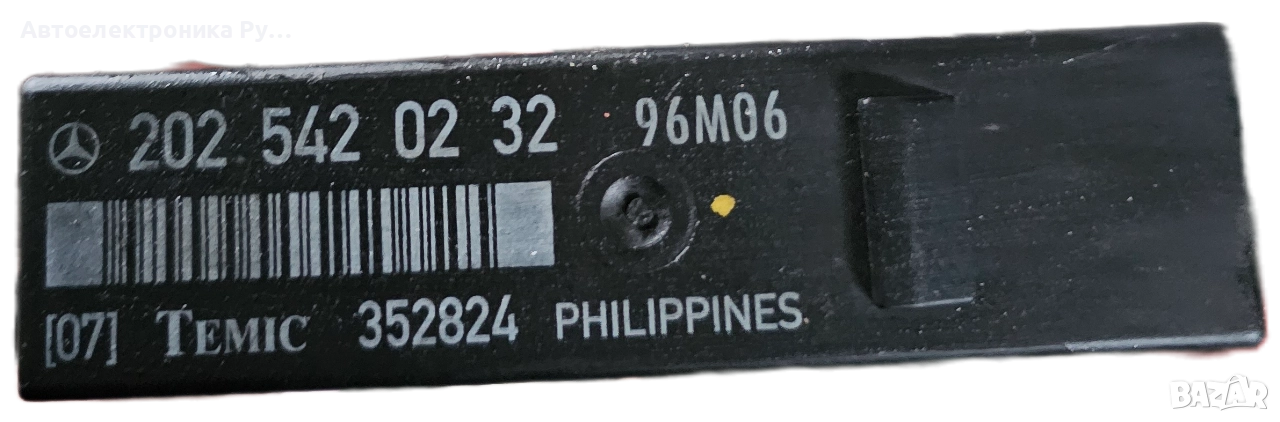 Автоелектроника Ру...
202 542 02 32 96M06
[07] TEMIC 352824 PHILIPPINES
BAZAR